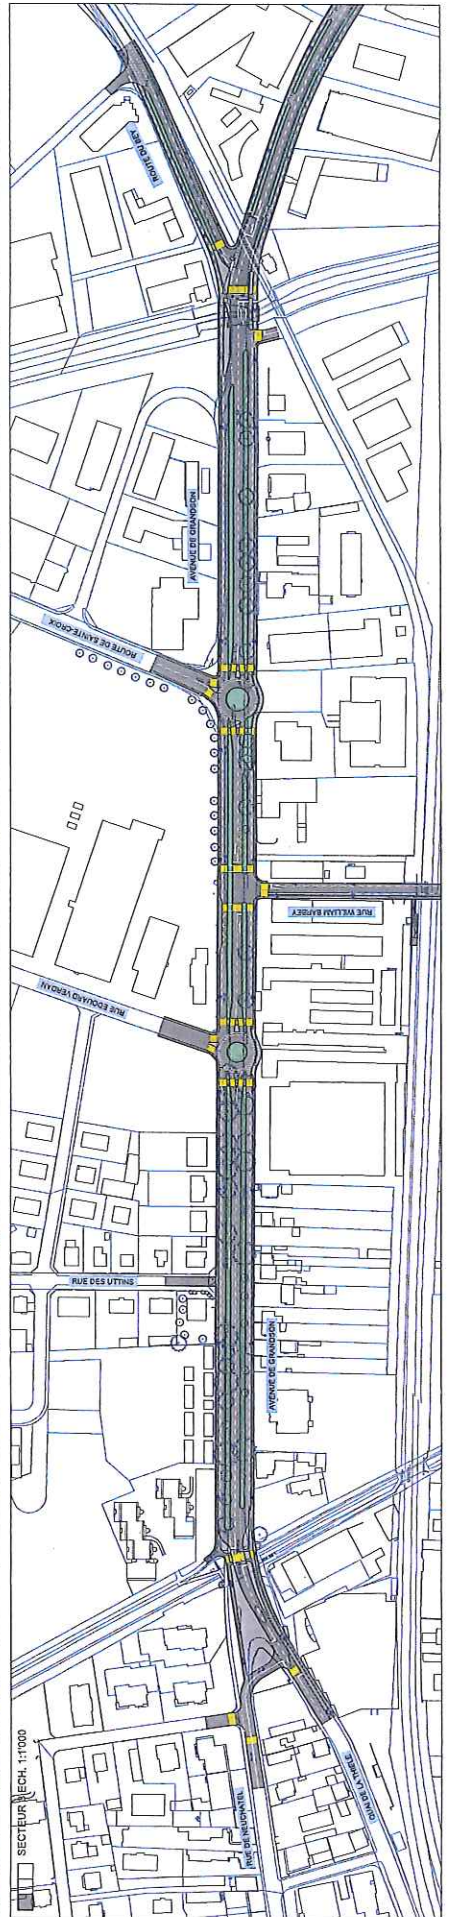 ROUTE DU BEY
AVENUE DE GRANDSON
ROUTE DE SAINTE-CROIX
RUE WILLIAM BARBEY
RUE EDOUARD VERDAN
RUE DES UTTINS
AVENUE DE GRANDSON
SECTEUR ECH. 1:1'000
RUE DE NEUCHATEL
QUAI DE LA THIELE